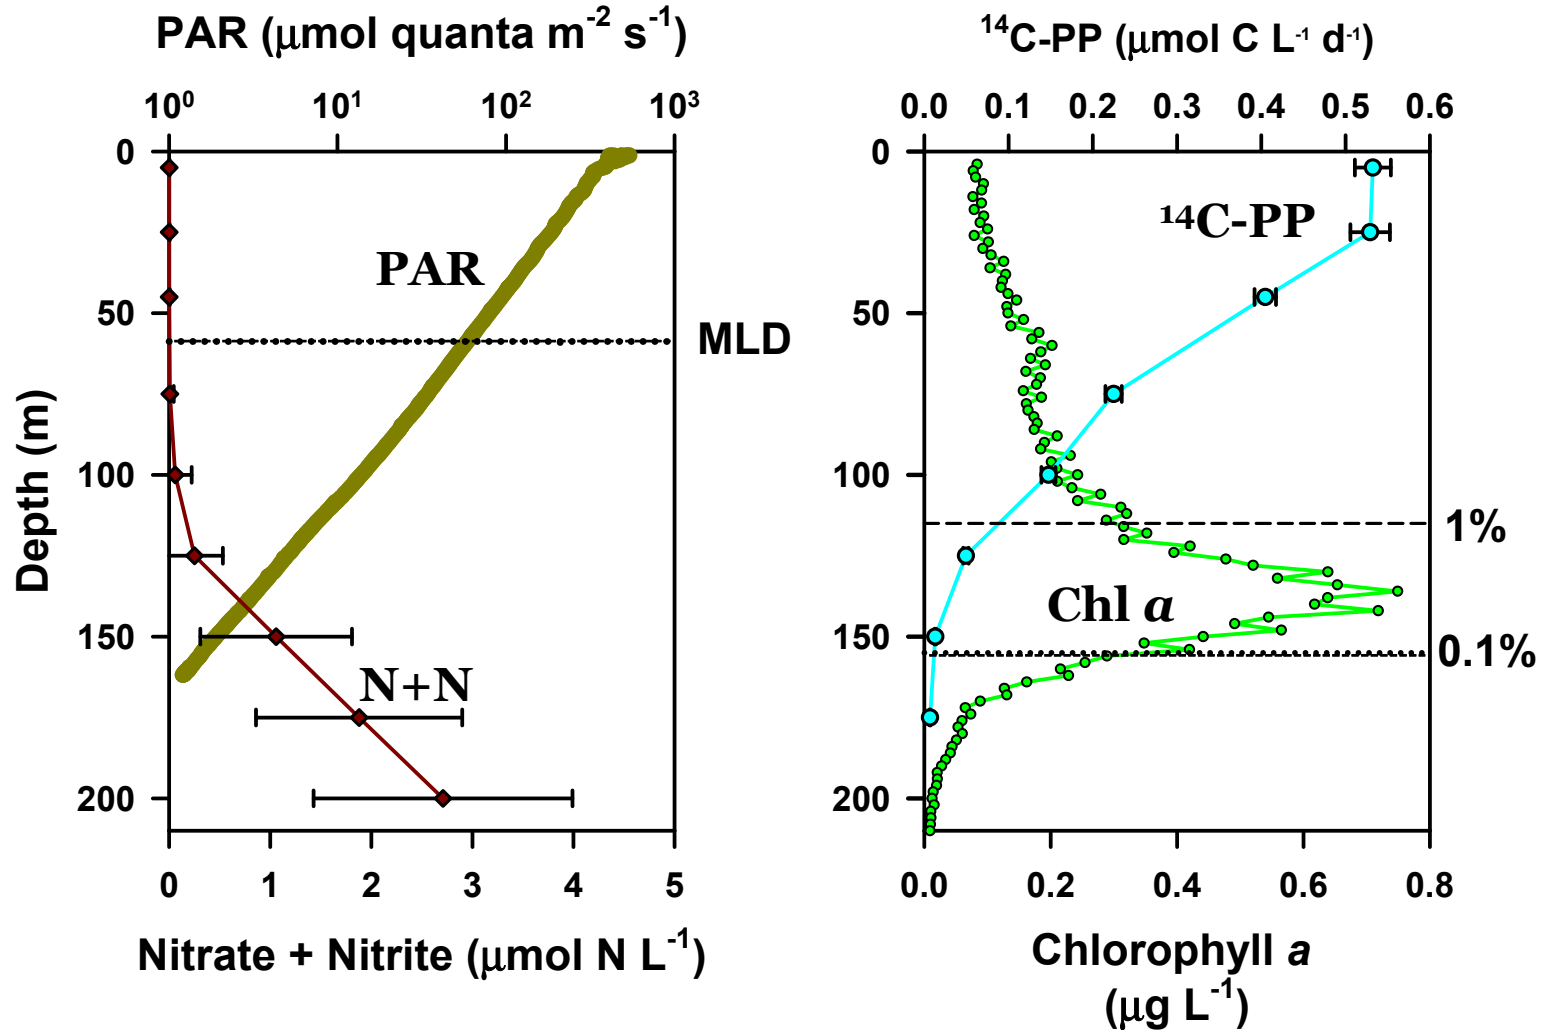 PAR (μmol quanta m⁻² s⁻¹)
10⁰ 10¹ 10² 10³
0
50
100
150
200
Depth (m)
PAR
MLD
N+N
0 1 2 3 4 5
Nitrate + Nitrite (μmol N L⁻¹)
¹⁴C-PP (μmol C L⁻¹ d⁻¹)
0.0 0.1 0.2 0.3 0.4 0.5 0.6
0
50
100
150
200
¹⁴C-PP
1%
Chl a
0.1%
0.0 0.2 0.4 0.6 0.8
Chlorophyll a
(μg L⁻¹)